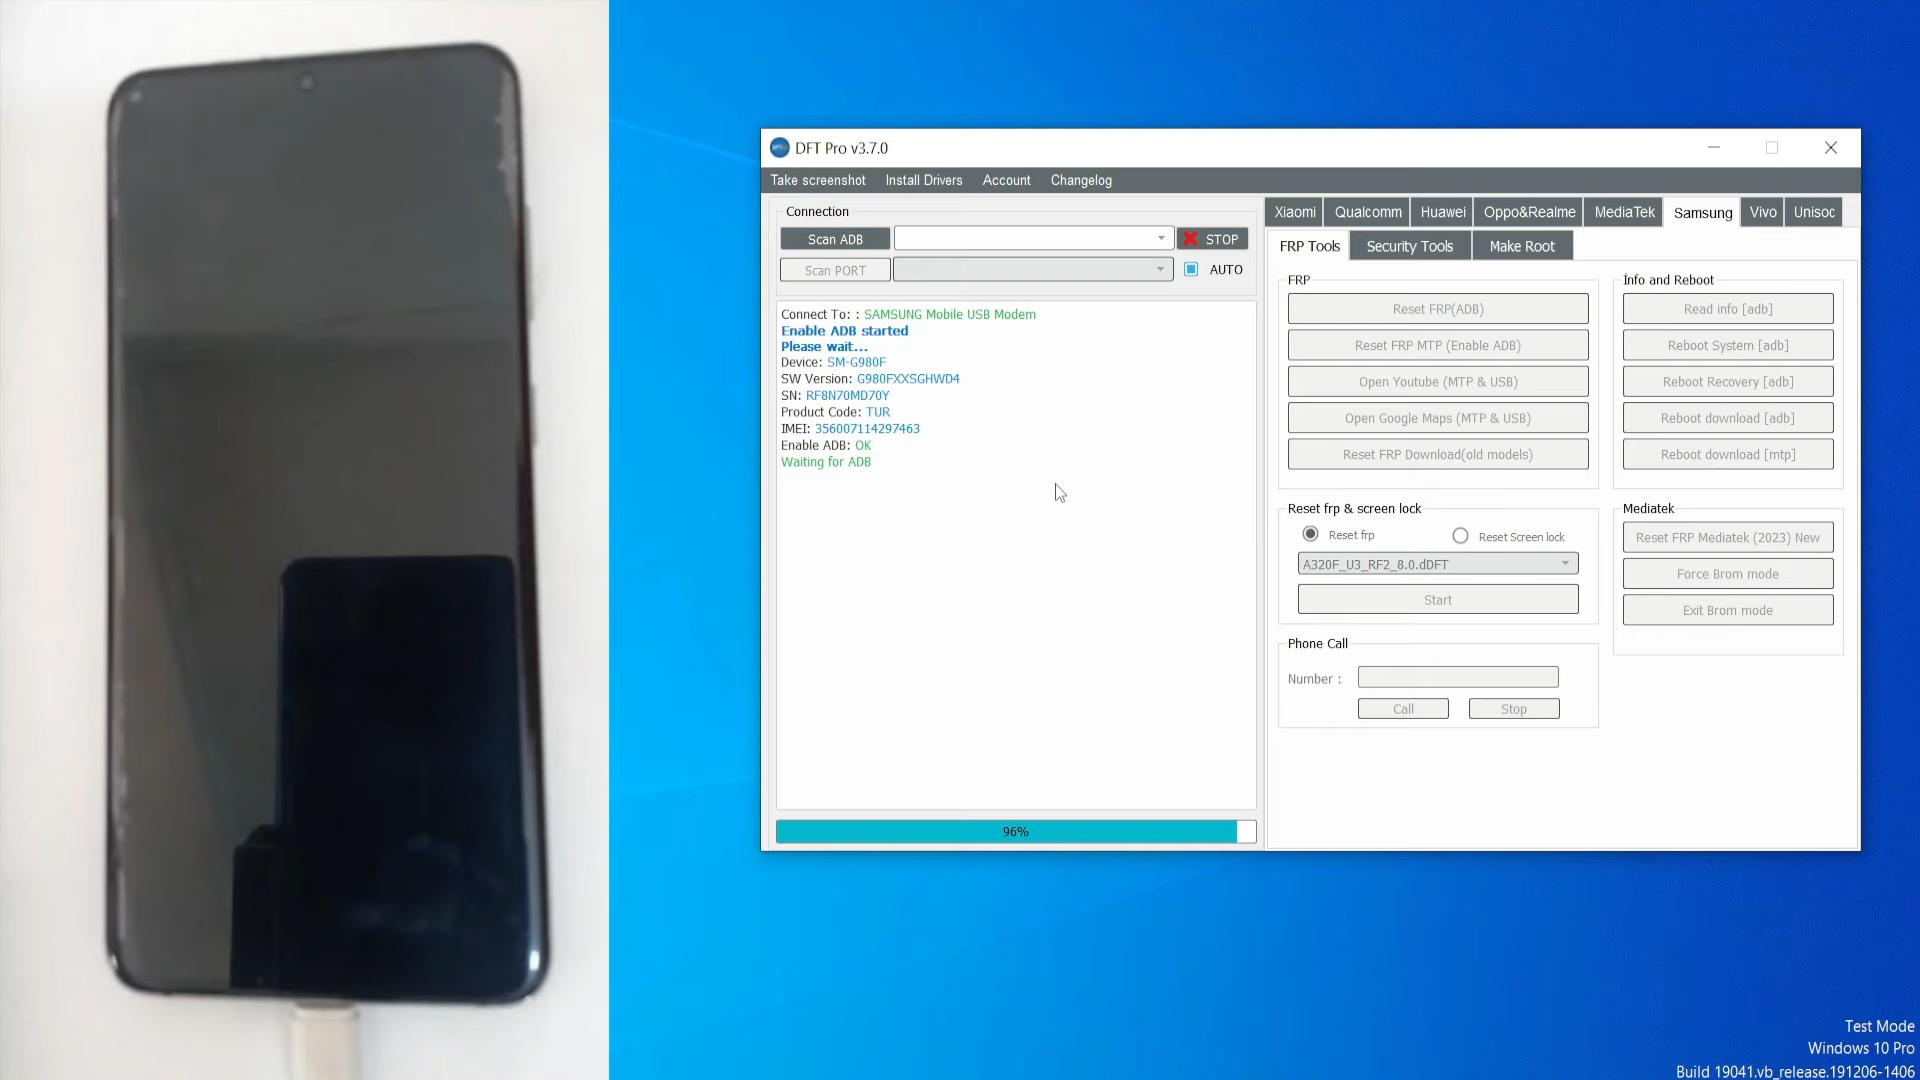 DFT Pro v3.7.0
Take screenshot Install Drivers Account Changelog
Connection
Scan ADB STOP
Scan PORT AUTO
Connect To: : SAMSUNG Mobile USB Modem
Enable ADB started
Please wait...
Device: SM-G980F
SW Version: G980FXXSGHWD4
SN: RF8N70MD70Y
Product Code: TUR
IMEI: 356007114297463
Enable ADB: OK
Waiting for ADB
96%
Xiaomi Qualcomm Huawei Oppo&Realme MediaTek Samsung Vivo Unisoc
FRP Tools Security Tools Make Root
FRP
Reset FRP(ADB)
Reset FRP MTP (Enable ADB)
Open Youtube (MTP & USB)
Open Google Maps (MTP & USB)
Reset FRP Download(old models)
Info and Reboot
Read info [adb]
Reboot System [adb]
Reboot Recovery [adb]
Reboot download [adb]
Reboot download [mtp]
Reset frp & screen lock
Reset frp Reset Screen lock
A320F_U3_RF2_8.0.dDFT
Start
Mediatek
Reset FRP Mediatek (2023) New
Force Brom mode
Exit Brom mode
Phone Call
Number :
Call Stop
Test Mode
Windows 10 Pro
Build 19041.vb_release.191206-1406